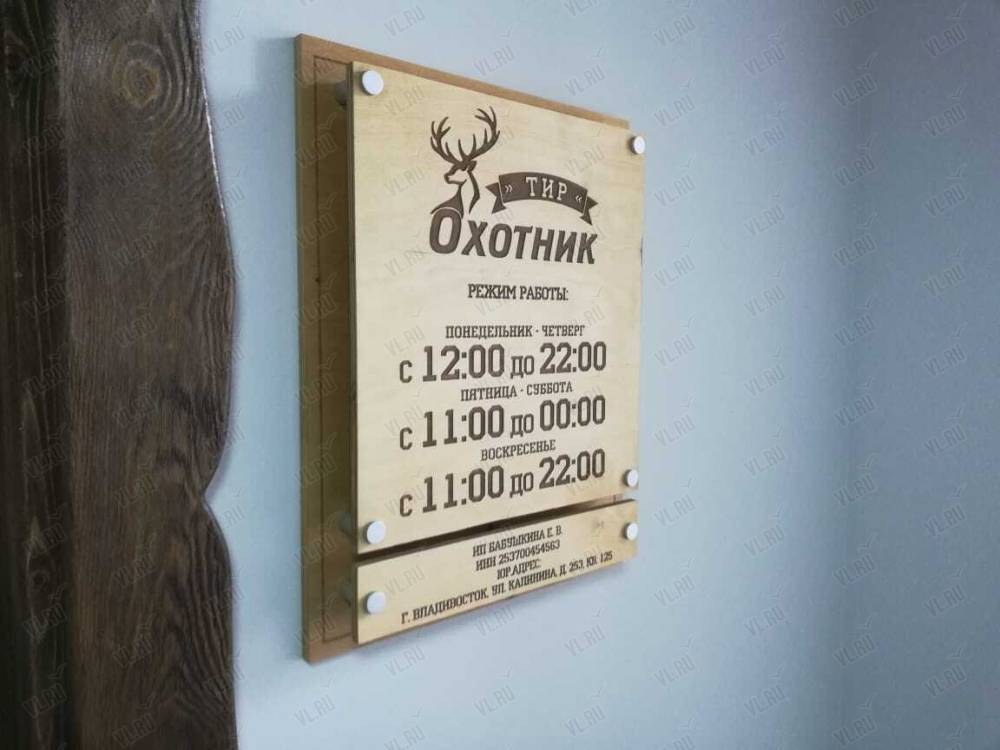 » ТИР «
ОХОТНИК
РЕЖИМ РАБОТЫ:
ПОНЕДЕЛЬНИК - ЧЕТВЕРГ
С 12:00 ДО 22:00
ПЯТНИЦА - СУББОТА
С 11:00 ДО 00:00
ВОСКРЕСЕНЬЕ
С 11:00 ДО 22:00
ИП БАБУШКИНА Е. В.
ИНН 253700454563
ЮР.АДРЕС:
Г. ВЛАДИВОСТОК, УЛ. КАЛИНИНА, Д. 253, КВ. 125
VL.RU